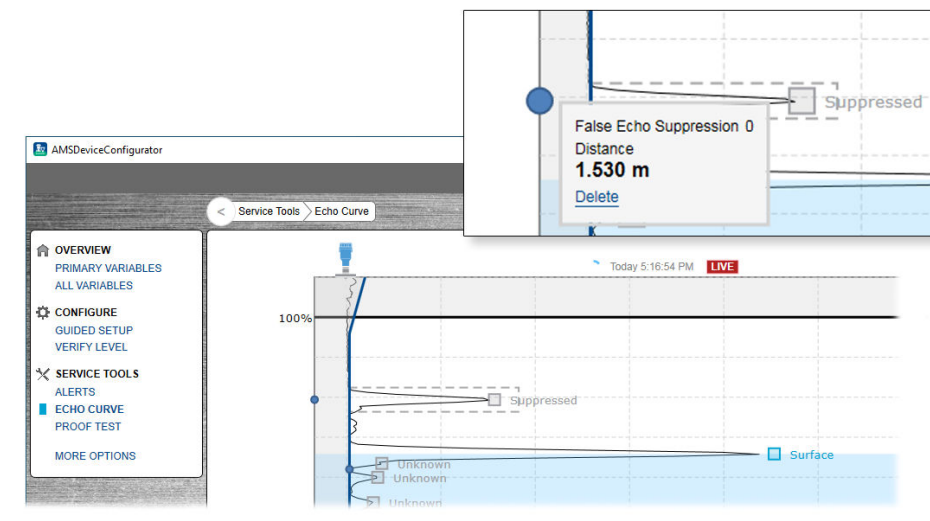 Suppressed
False Echo Suppression 0
Distance
1.530 m
Delete
AMSDeviceConfigurator
< Service Tools > Echo Curve
OVERVIEW
PRIMARY VARIABLES
ALL VARIABLES
CONFIGURE
GUIDED SETUP
VERIFY LEVEL
SERVICE TOOLS
ALERTS
ECHO CURVE
PROOF TEST
MORE OPTIONS
Today 5:16:54 PM LIVE
100%
Suppressed
Surface
Unknown
Unknown
Unknown